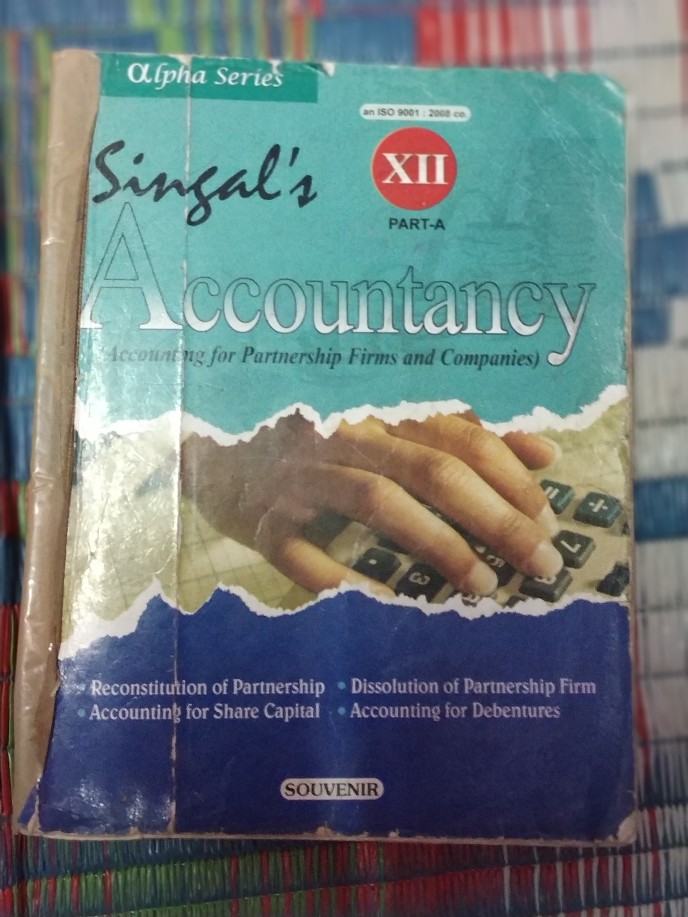 αlpha Series
an ISO 9001 : 2008 co.
Singal's
XII
PART-A
Accountancy
(Accounting for Partnership Firms and Companies)
• Reconstitution of Partnership • Dissolution of Partnership Firm
• Accounting for Share Capital • Accounting for Debentures
SOUVENIR